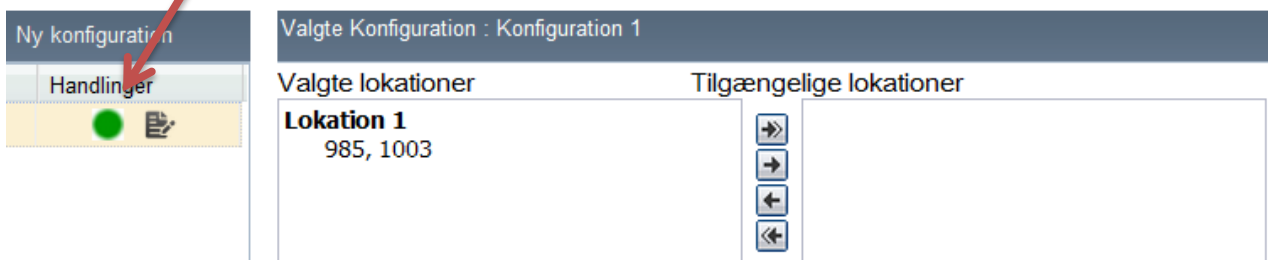 Ny konfiguration
Handlinger
Valgte Konfiguration : Konfiguration 1
Valgte lokationer
Tilgængelige lokationer
Lokation 1
985, 1003